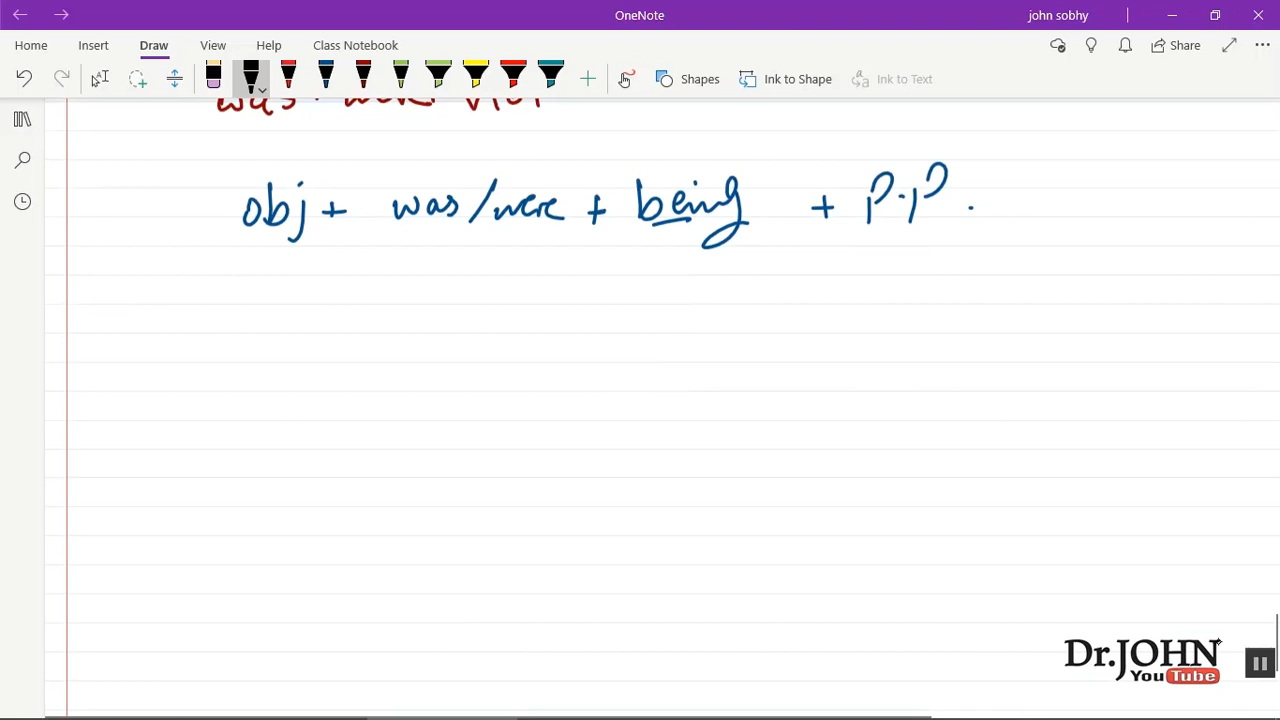 OneNote
john sobhy
Home Insert Draw View Help Class Notebook
Share
Shapes Ink to Shape Ink to Text
obj + was/were + being + P.P.
Dr.JOHN
YouTube